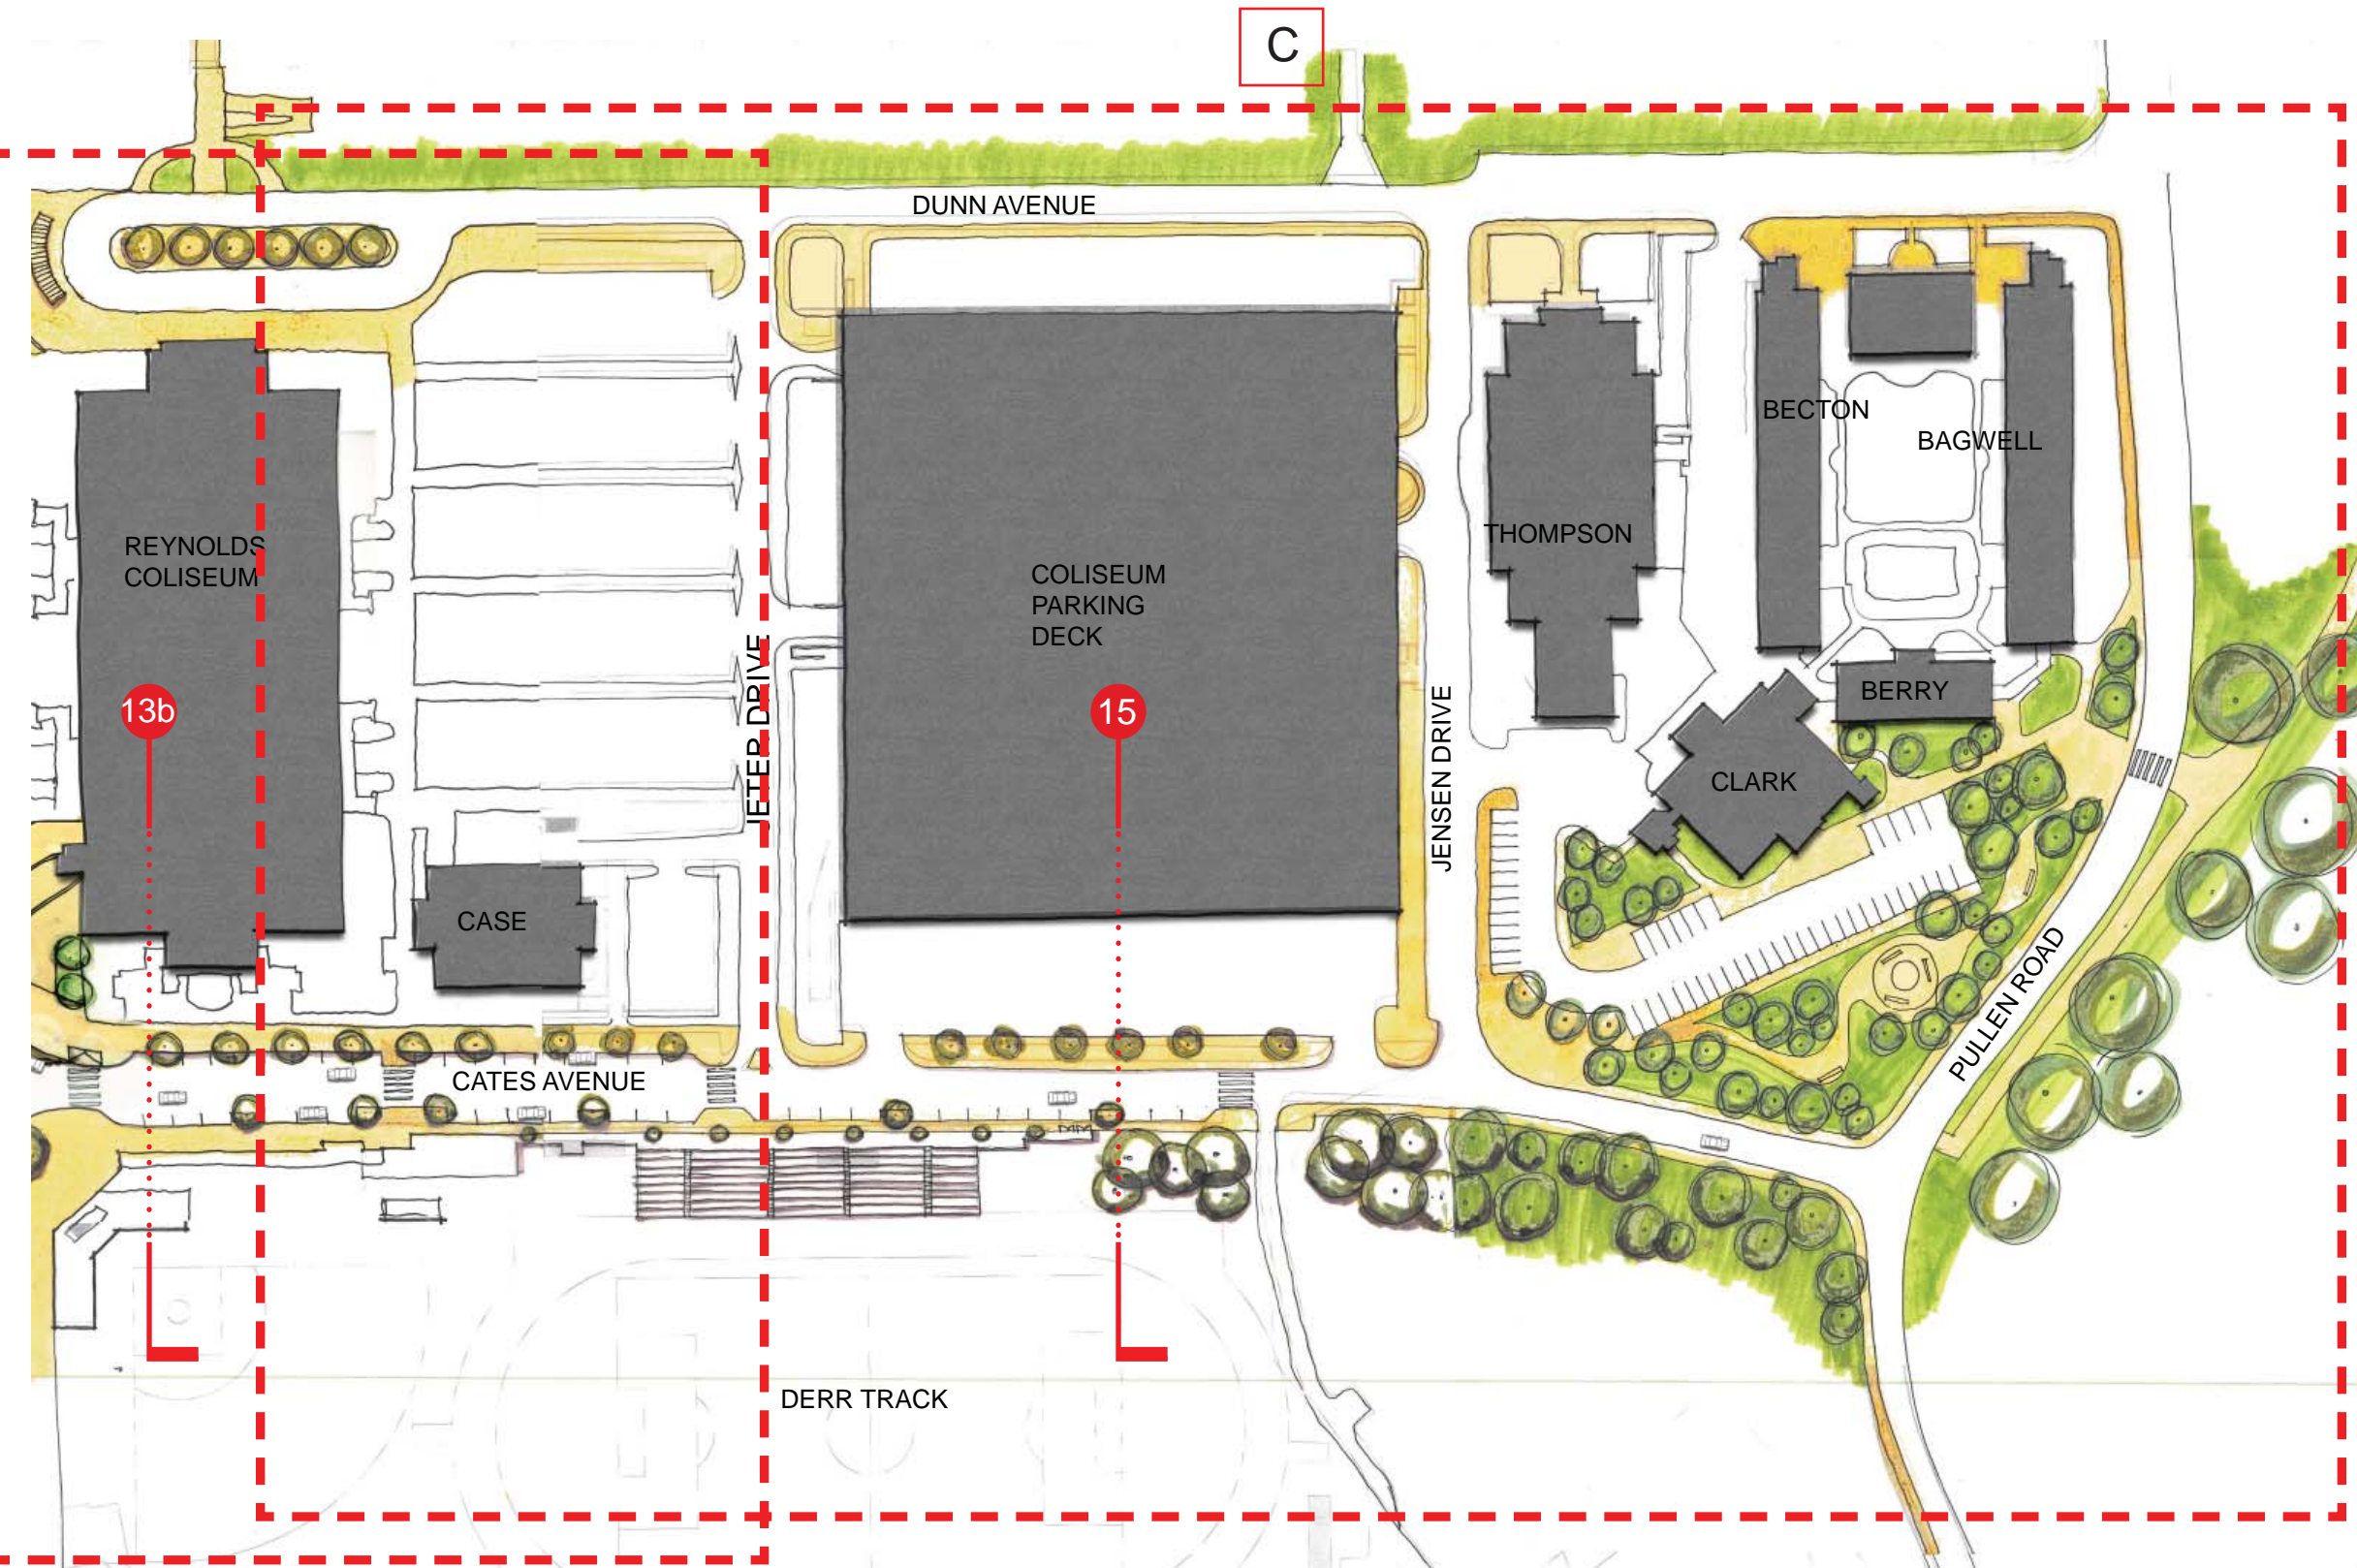 C
DUNN AVENUE
BECTON
BAGWELL
REYNOLDS
COLISEUM
THOMPSON
COLISEUM
PARKING
DECK
JETER DRIVE
BERRY
13b
15
JENSEN DRIVE
CLARK
CASE
PULLEN ROAD
CATES AVENUE
DERR TRACK